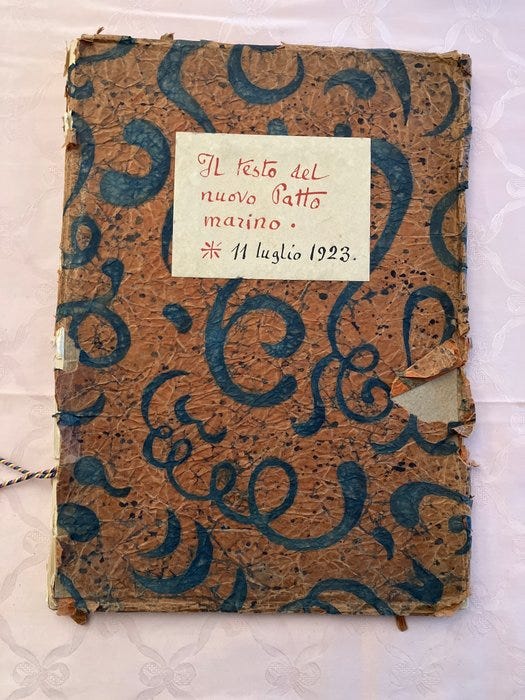 Il testo del
nuovo Patto
marino.
11 luglio 1923.